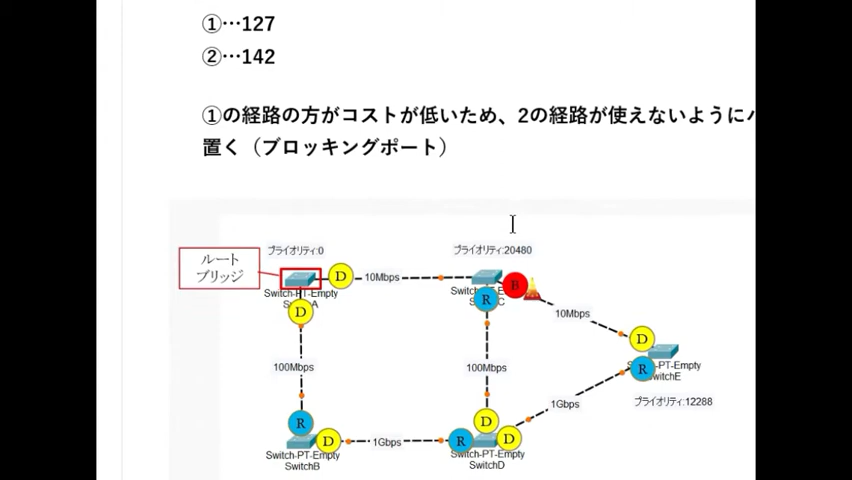 ①…127
②…142
①の経路の方がコストが低いため、2の経路が使えないように
置く（ブロッキングポート）
ルート
ブリッジ
プライオリティ:0
プライオリティ:20480
D
10Mbps
B
Switch-PT-Empty
D
R
10Mbps
D
Switch-PT-Empty
SwitchE
R
100Mbps
100Mbps
1Gbps
プライオリティ:12288
R
D
D
1Gbps
R
D
Switch-PT-Empty
SwitchB
Switch-PT-Empty
SwitchD